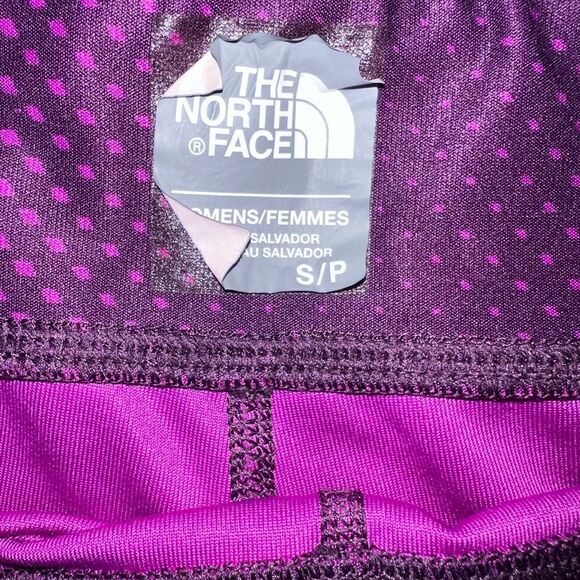 THE
NORTH
® FACE
OMENS/FEMMES
SALVADOR
AU SALVADOR
S/P